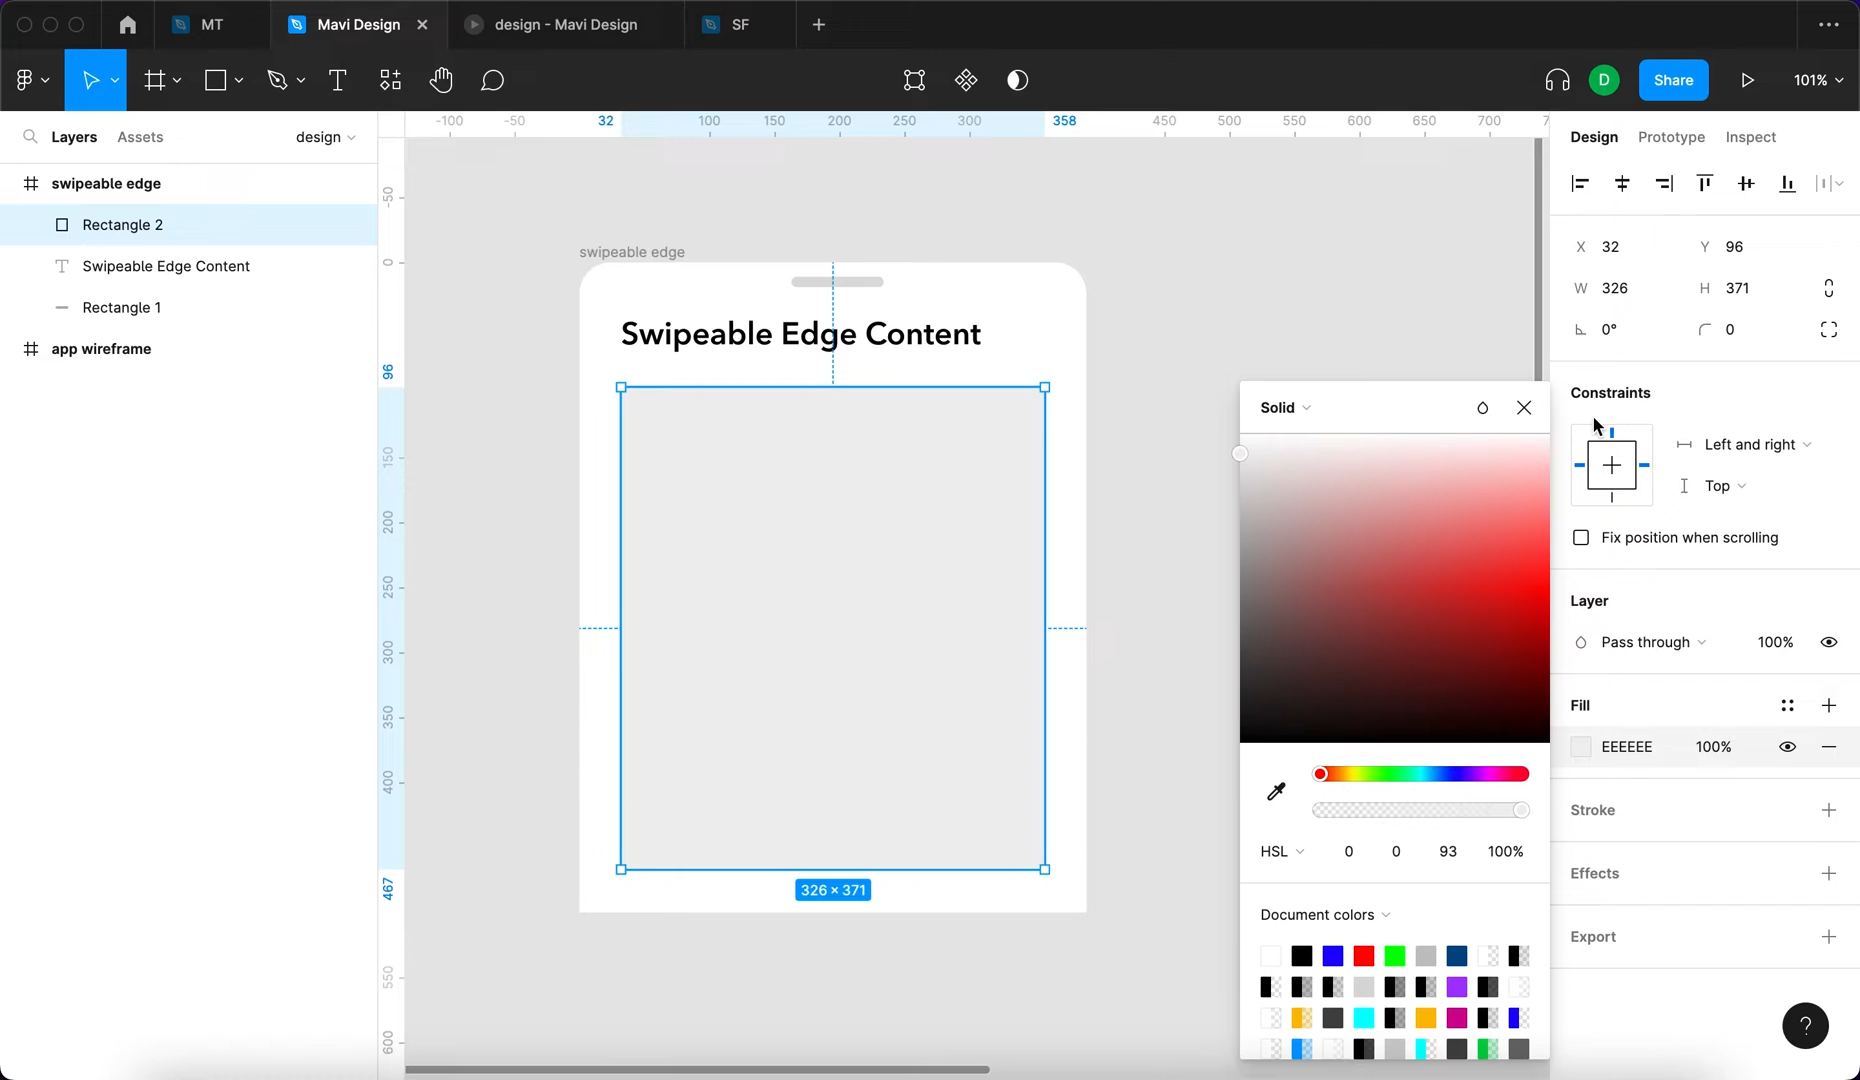 MT
Mavi Design
design - Mavi Design
SF
D
Share
101%
Layers
Assets
design
swipeable edge
Rectangle 2
Swipeable Edge Content
Rectangle 1
app wireframe
-100 -50 32 100 150 200 250 300 358 450 500 550 600 650 700 7
-50
0
96
150
200
250
300
350
400
467
550
600
swipeable edge
Swipeable Edge Content
326 × 371
Solid
HSL 0 0 93 100%
Document colors
Design Prototype Inspect
X 32 Y 96
W 326 H 371
0° 0
Constraints
Left and right
Top
Fix position when scrolling
Layer
Pass through 100%
Fill
EEEEEE 100%
Stroke
Effects
Export
?